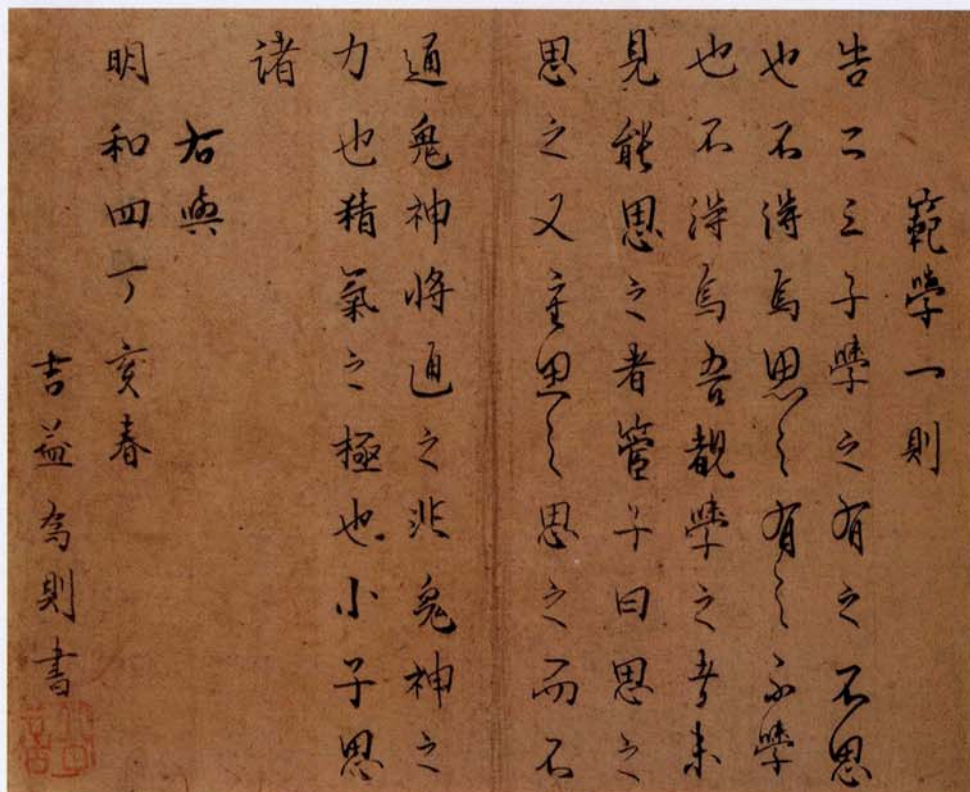 範學一則
告二三子學之有之不思
也不得焉思々有々不學
也不得焉吾覩學之者未
見能思之者管子曰思之
思之又重思々思之而不
通鬼神將通之非鬼神之
力也精氣之極也小子思
諸
右與
明和四丁亥春
吉益為則書